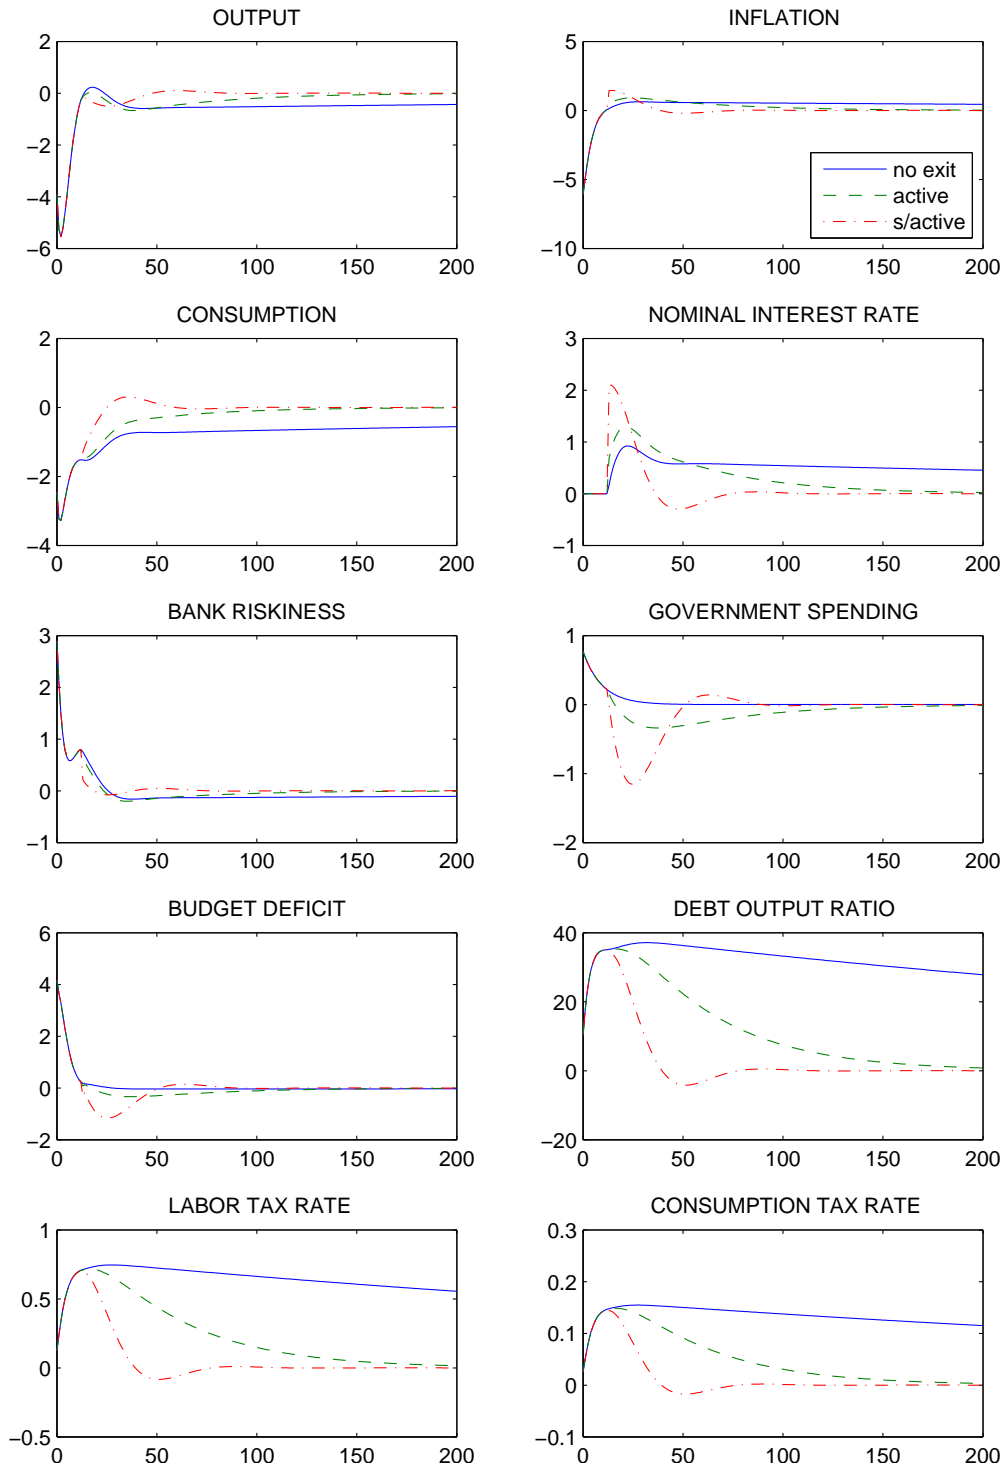 OUTPUT
2
0
−2
−4
−6
0 50 100 150 200
INFLATION
5
0
−5
−10
0 50 100 150 200
no exit
active
s/active
CONSUMPTION
2
0
−2
−4
0 50 100 150 200
NOMINAL INTEREST RATE
3
2
1
0
−1
0 50 100 150 200
BANK RISKINESS
3
2
1
0
−1
0 50 100 150 200
GOVERNMENT SPENDING
1
0
−1
−2
0 50 100 150 200
BUDGET DEFICIT
6
4
2
0
−2
0 50 100 150 200
DEBT OUTPUT RATIO
40
20
0
−20
0 50 100 150 200
LABOR TAX RATE
1
0.5
0
−0.5
0 50 100 150 200
CONSUMPTION TAX RATE
0.3
0.2
0.1
0
−0.1
0 50 100 150 200